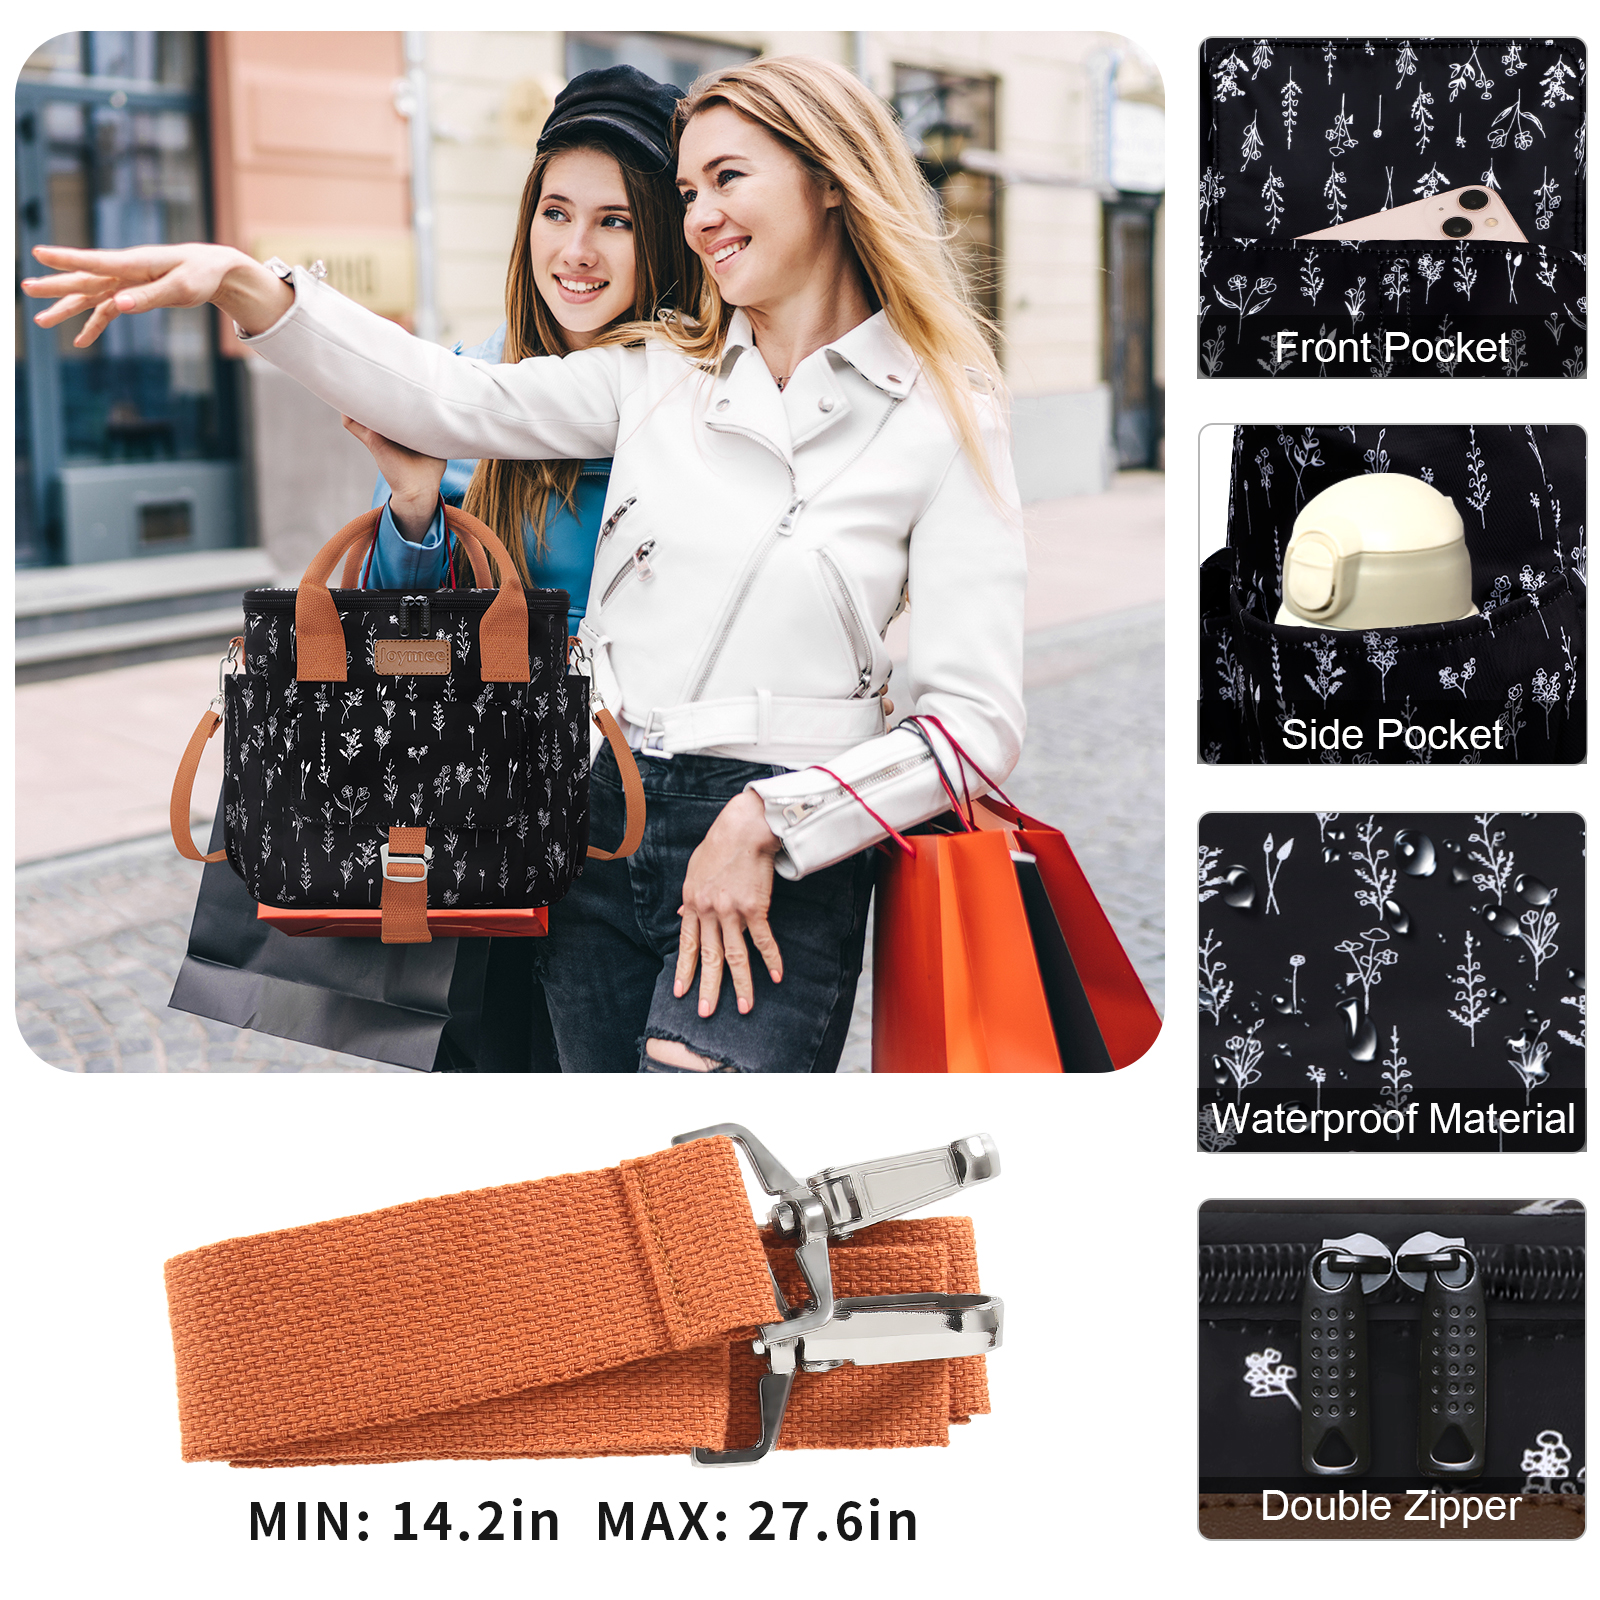 Joymee
Front Pocket
Side Pocket
Waterproof Material
Double Zipper
MIN: 14.2in MAX: 27.6in